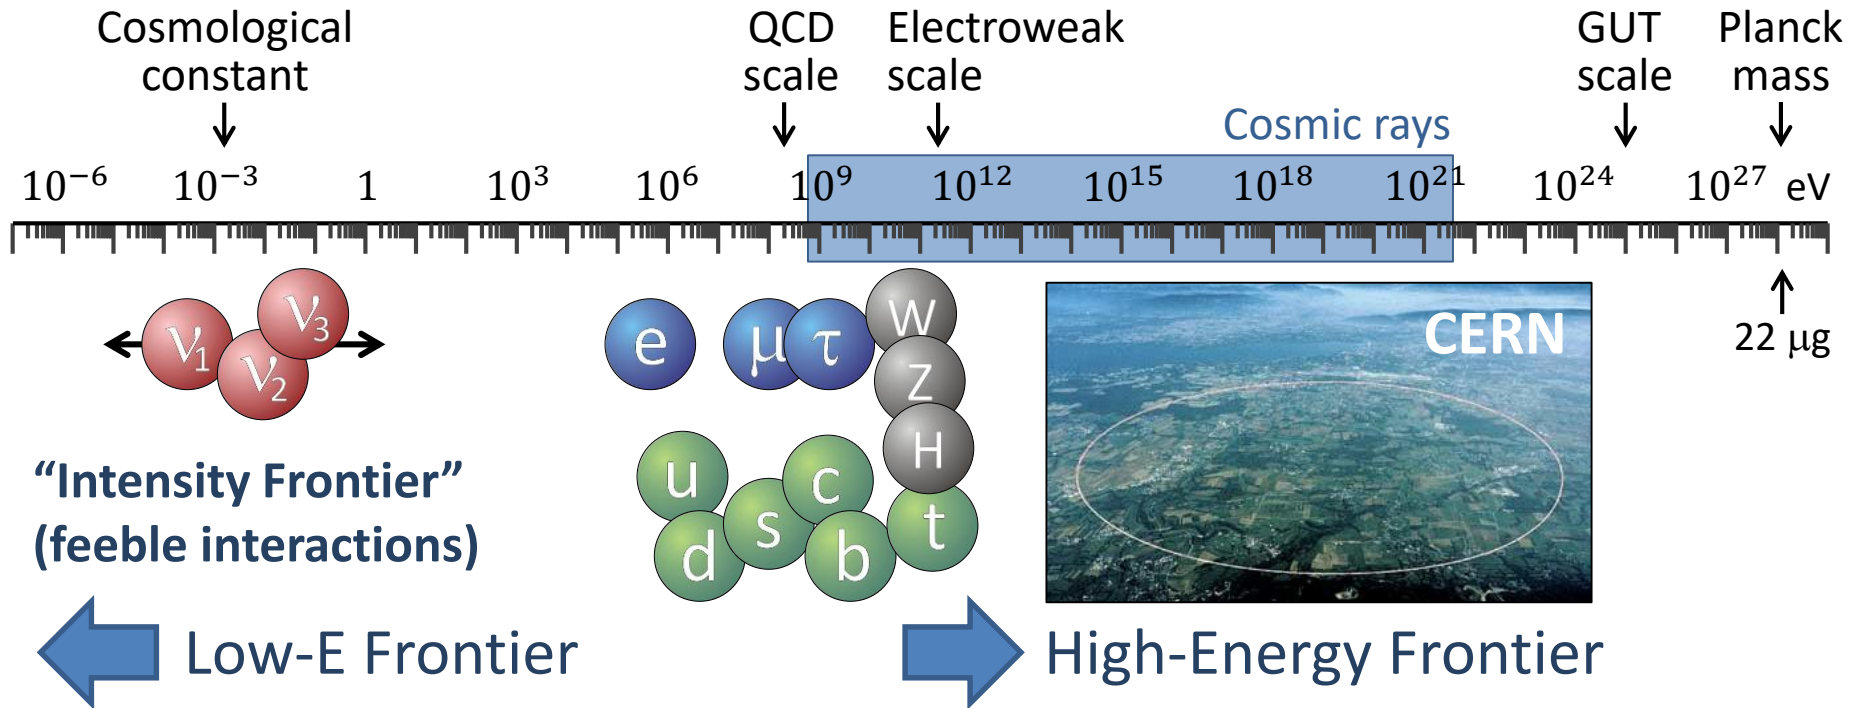 Cosmological
constant
QCD
scale
Electroweak
scale
GUT
scale
Planck
mass
Cosmic rays
10⁻⁶ 10⁻³ 1 10³ 10⁶ 10⁹ 10¹² 10¹⁵ 10¹⁸ 10²¹ 10²⁴ 10²⁷ eV
ν₁ ν₂ ν₃
e μ τ
W
Z
H
u d s c b t
CERN
22 μg
“Intensity Frontier”
(feeble interactions)
Low-E Frontier
High-Energy Frontier